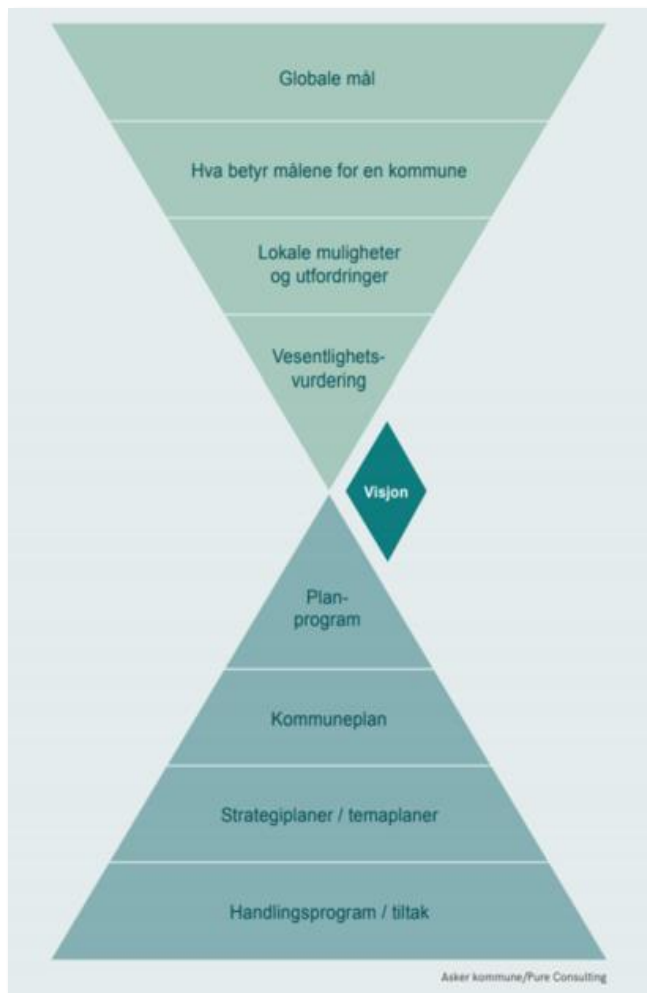 Globale mål
Hva betyr målene for en kommune
Lokale muligheter
og utfordringer
Vesentlighets-
vurdering
Visjon
Plan-
program
Kommuneplan
Strategiplaner / temaplaner
Handlingsprogram / tiltak
Asker kommune/Pure Consulting